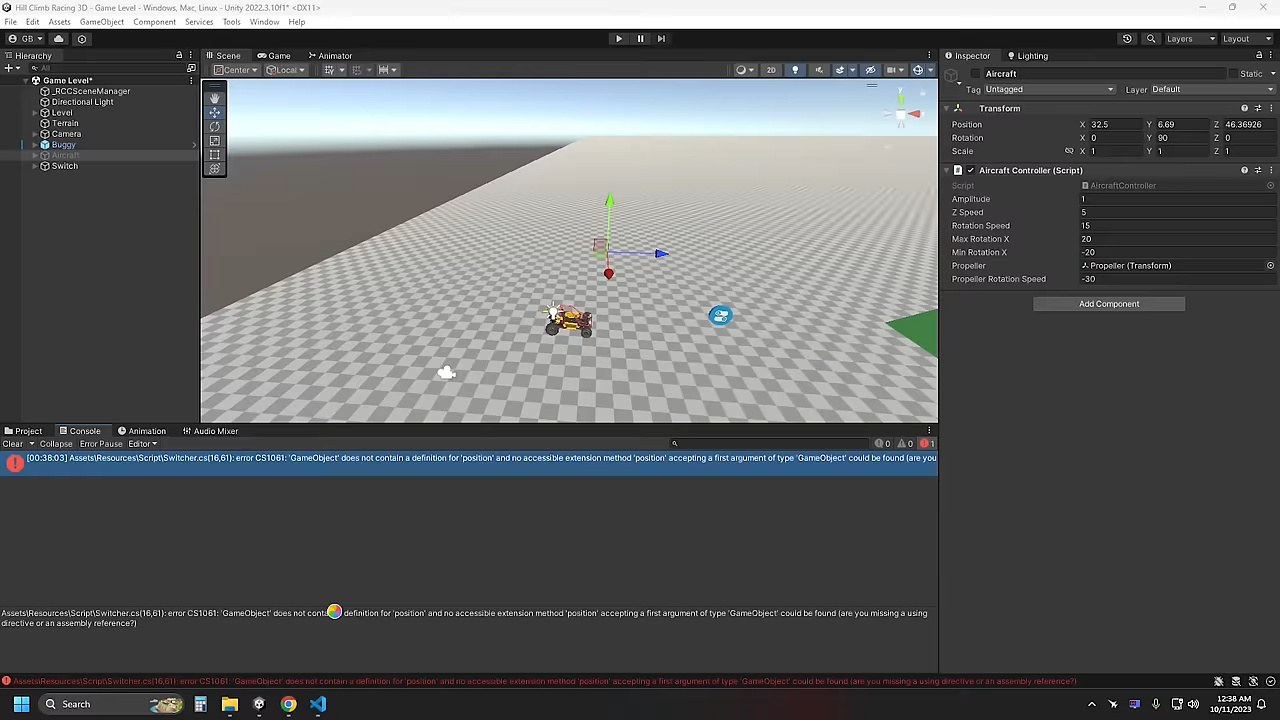 Hill Climb Racing 3D - Game Level - Windows, Mac, Linux - Unity 2022.3.10f1* <DX11>
File Edit Assets GameObject Component Services Tools Window Help
GB Layers Layout
Hierarchy Scene Game Animator Inspector Lighting
All Center Local 2D
Aircraft Static
Tag Untagged Layer Default
Game Level*
_RCCSceneManager
Directional Light
Level
Terrain
Camera
Buggy
Aircraft
Switch
y
Transform
Position X 32.5 Y 6.69 Z 46.36926
Rotation X 0 Y 90 Z 0
Scale X 1 Y 1 Z 1
Aircraft Controller (Script)
Script AircraftController
Amplitude 1
Z Speed 5
Rotation Speed 15
Max Rotation X 20
Min Rotation X -20
Propeller Propeller (Transform)
Propeller Rotation Speed -30
Add Component
Project Console Animation Audio Mixer
Clear Collapse Error Pause Editor 0 0 1
[00:38:03] Assets\Resources\Script\Switcher.cs(16,61): error CS1061: 'GameObject' does not contain a definition for 'position' and no accessible extension method 'position' accepting a first argument of type 'GameObject' could be found (are you
Assets\Resources\Script\Switcher.cs(16,61): error CS1061: 'GameObject' does not definition for 'position' and no accessible extension method 'position' accepting a first argument of type 'GameObject' could be found (are you missing a using
directive or an assembly reference?)
Assets\Resources\Script\Switcher.cs(16,61): error CS1061: 'GameObject' does not contain a definition for 'position' and no accessible extension method 'position' accepting a first argument of type 'GameObject' could be found (are you missing a using directive or an assembly reference?)
Search
12:38 AM
10/11/2023